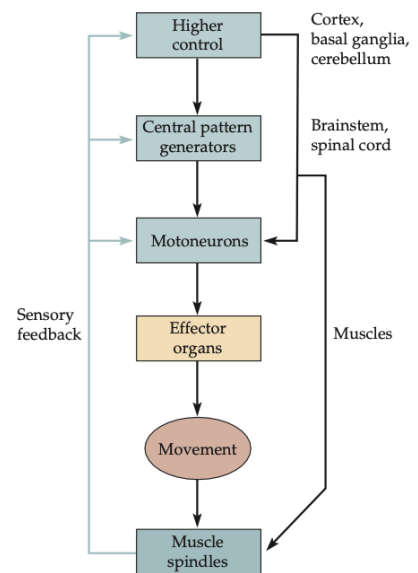 Higher
control
Cortex,
basal ganglia,
cerebellum
Central pattern
generators
Brainstem,
spinal cord
Motoneurons
Sensory
feedback
Effector
organs
Muscles
Movement
Muscle
spindles